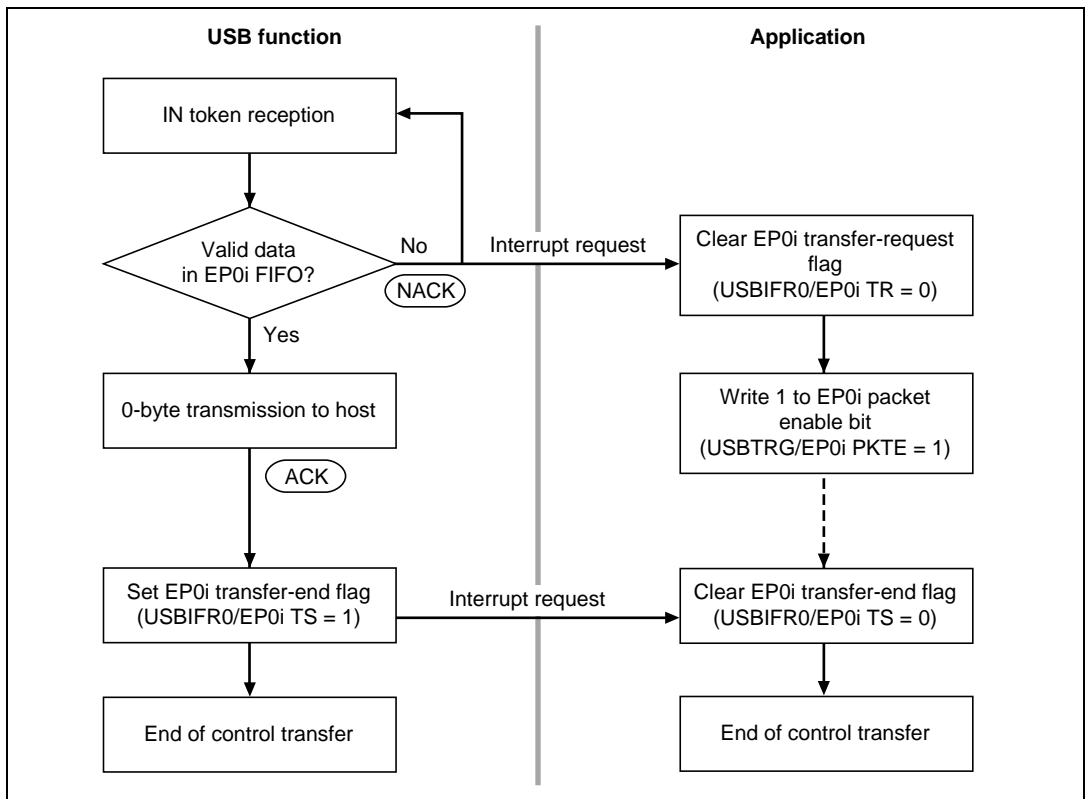 USB function
Application
IN token reception
Valid data
in EP0i FIFO?
No
NACK
Interrupt request
Clear EP0i transfer-request
flag
(USBIFR0/EP0i TR = 0)
Yes
0-byte transmission to host
Write 1 to EP0i packet
enable bit
(USBTRG/EP0i PKTE = 1)
ACK
Set EP0i transfer-end flag
(USBIFR0/EP0i TS = 1)
Interrupt request
Clear EP0i transfer-end flag
(USBIFR0/EP0i TS = 0)
End of control transfer
End of control transfer